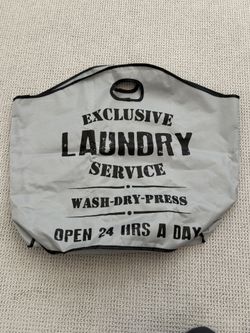 EXCLUSIVE
LAUNDRY
SERVICE
WASH-DRY-PRESS
OPEN 24 HRS A DAY